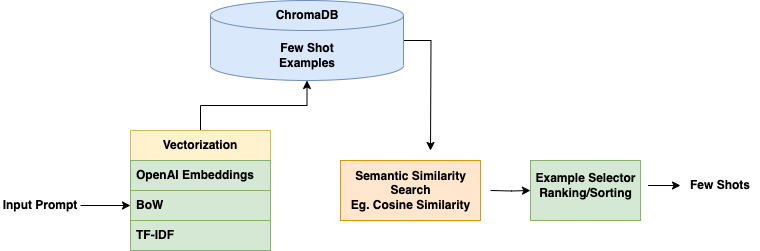 ChromaDB
Few Shot
Examples
Vectorization
OpenAI Embeddings
Input Prompt
BoW
TF-IDF
Semantic Similarity
Search
Eg. Cosine Similarity
Example Selector
Ranking/Sorting
Few Shots